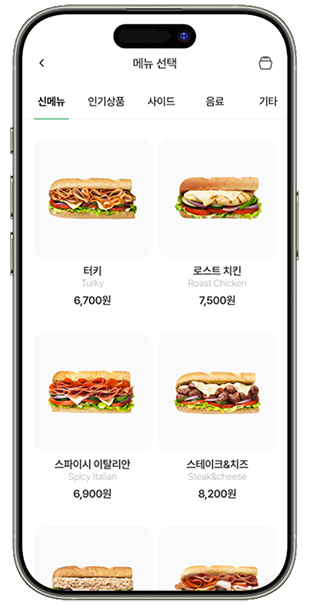 메뉴 선택
신메뉴 인기상품 사이드 음료 기타
터키 로스트 치킨
Turky Roast Chicken
6,700원 7,500원
스파이시 이탈리안 스테이크&치즈
Spicy Italian Steak&cheese
6,900원 8,200원